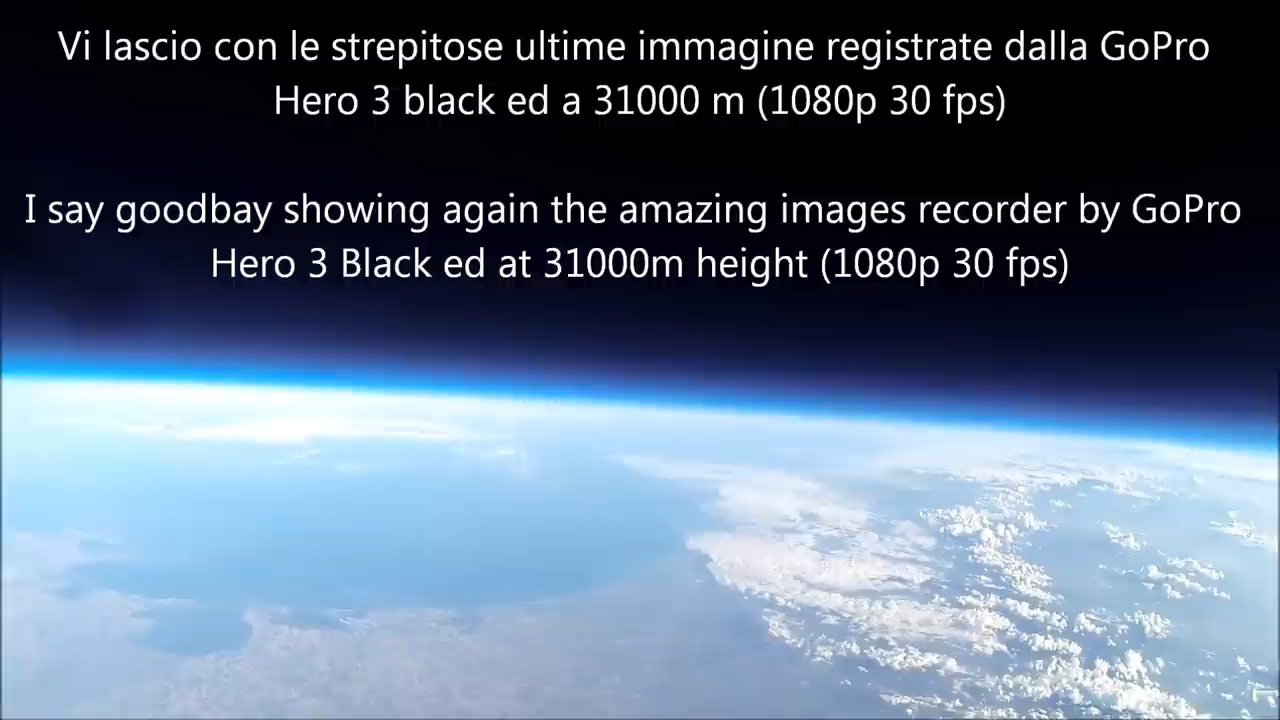 Vi lascio con le strepitose ultime immagine registrate dalla GoPro
Hero 3 black ed a 31000 m (1080p 30 fps)
I say goodbay showing again the amazing images recorder by GoPro
Hero 3 Black ed at 31000m height (1080p 30 fps)